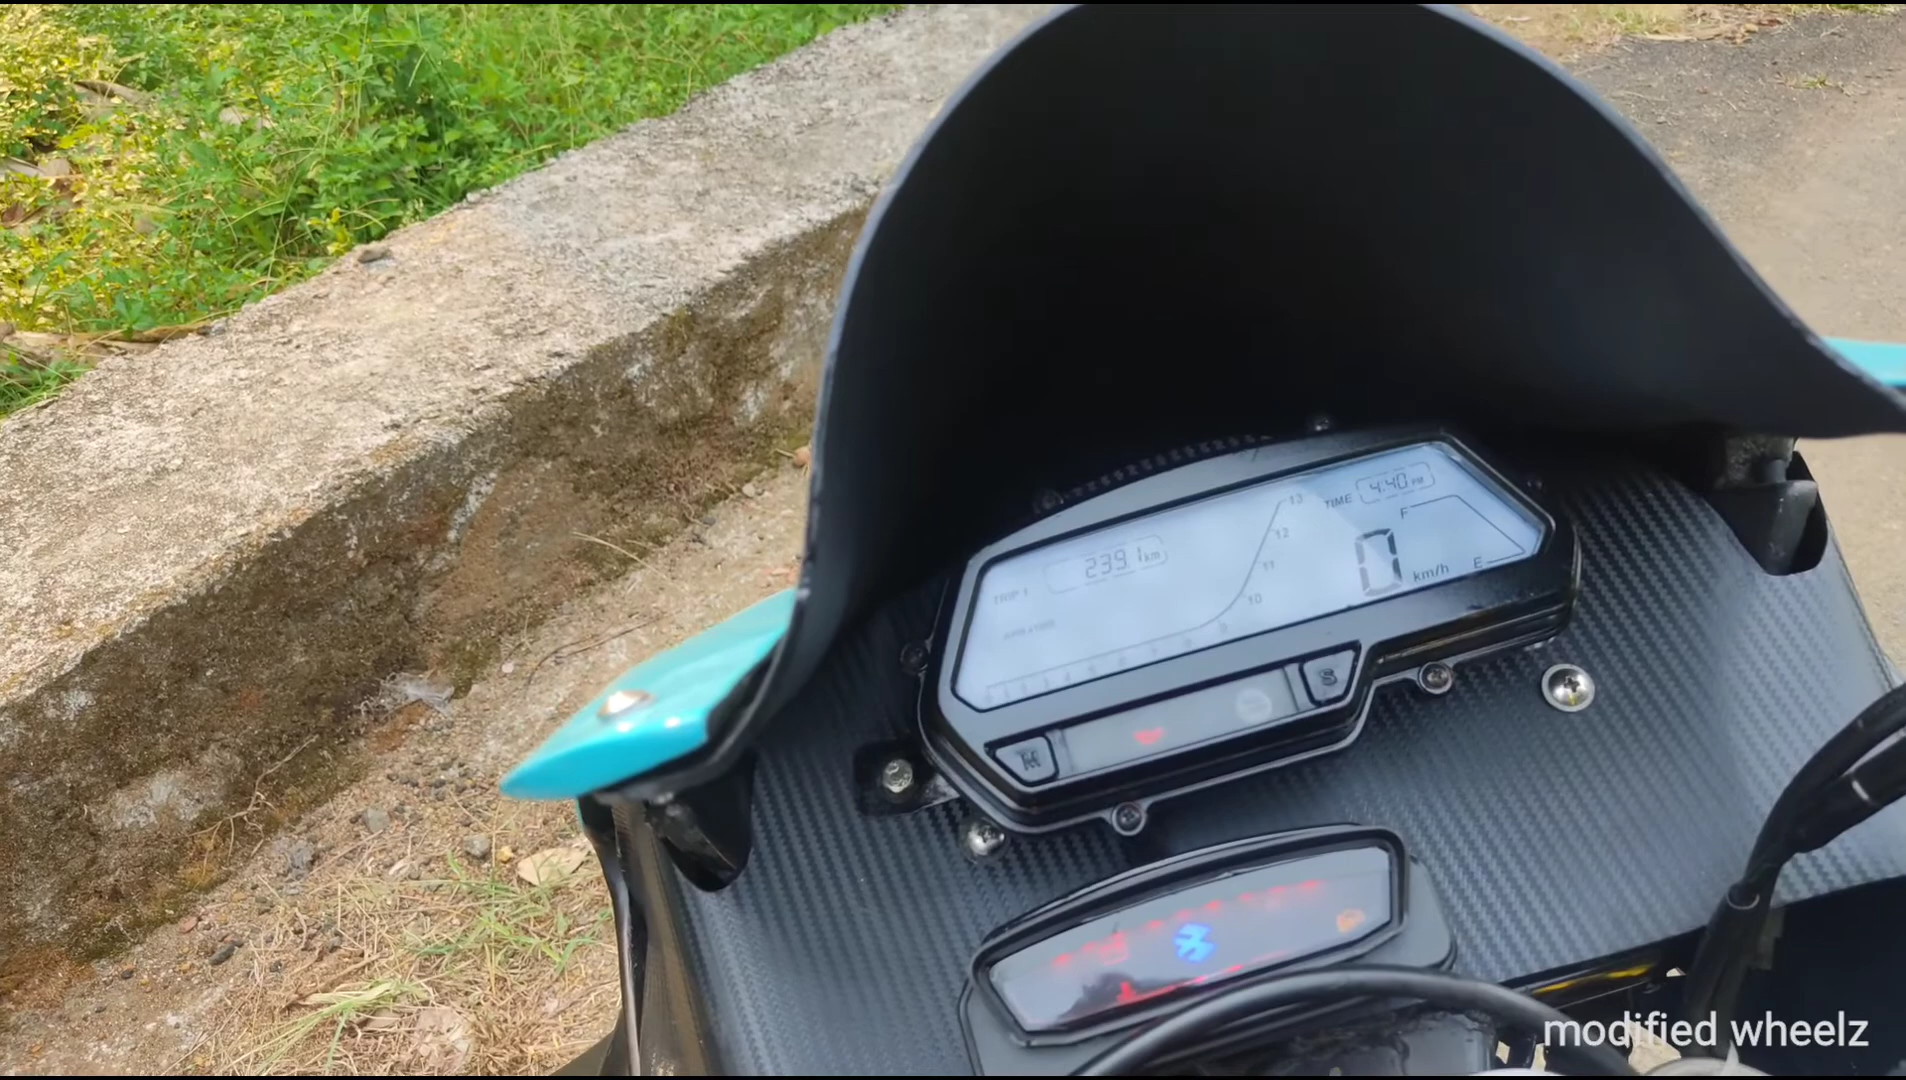 13
TIME 4:40 PM
12
F
TRIP 1 239.1 km
11
0 km/h
E
10
9
S
M
modified wheelz